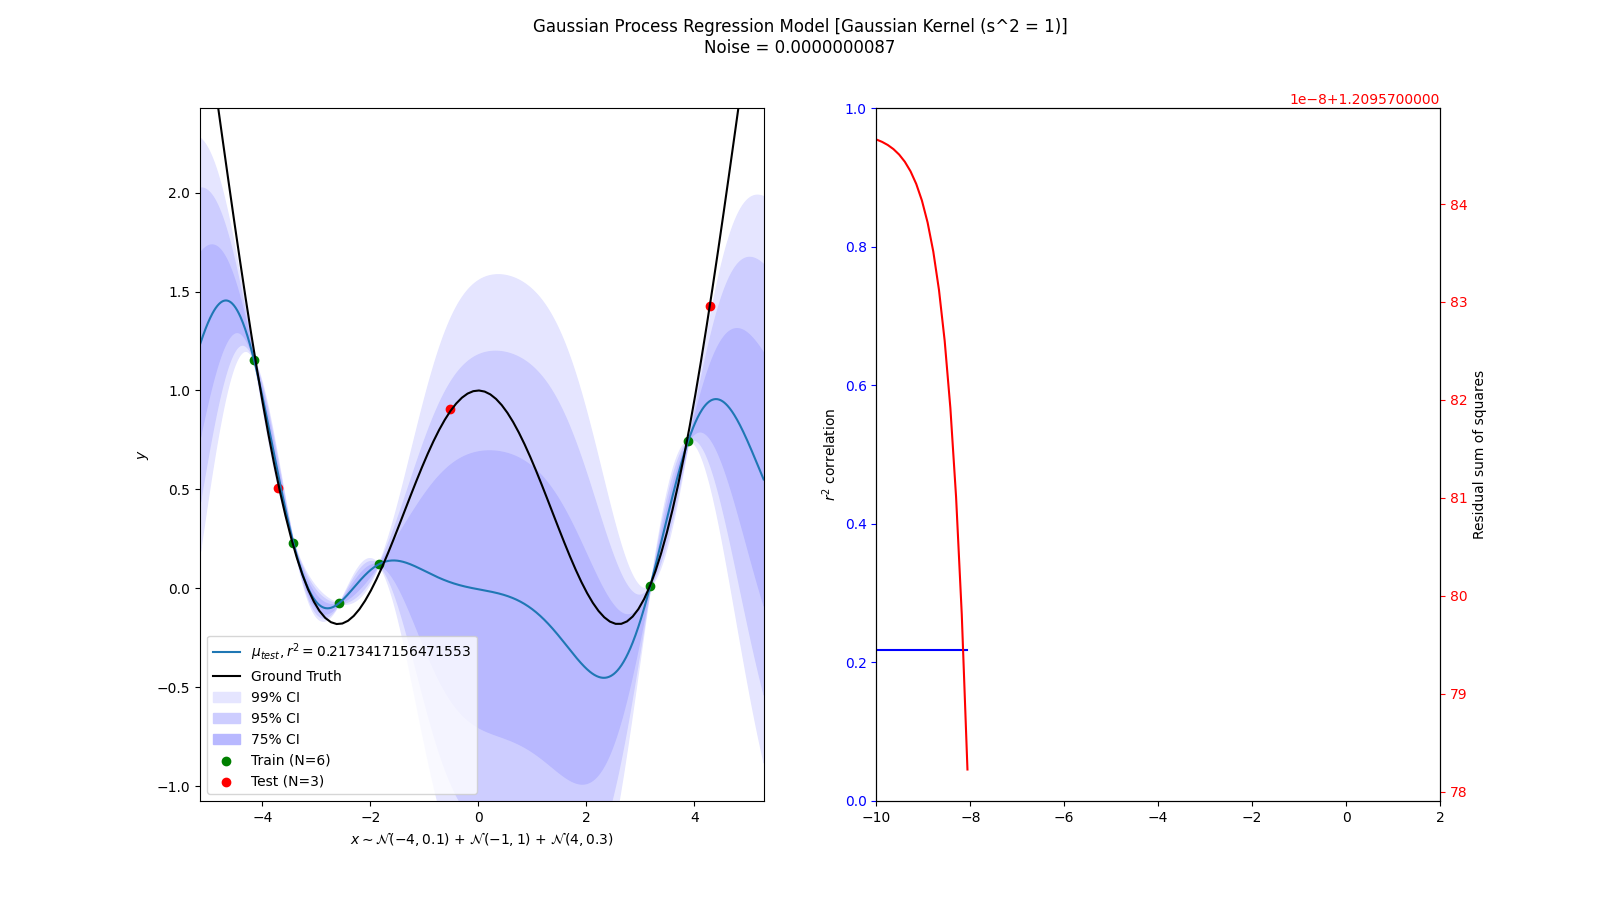 Gaussian Process Regression Model [Gaussian Kernel (s^2 = 1)]
Noise = 0.0000000087
2.0
1.5
1.0
0.5
0.0
−0.5
−1.0
y
−4
−2
0
2
4
x ~ 𝒩(−4, 0.1) + 𝒩(−1, 1) + 𝒩(4, 0.3)
μ_test, r² = 0.2173417156471553
Ground Truth
99% CI
95% CI
75% CI
Train (N=6)
Test (N=3)
1e−8+1.2095700000
1.0
0.8
0.6
0.4
0.2
0.0
r² correlation
−10
−8
−6
−4
−2
0
2
84
83
82
81
80
79
78
Residual sum of squares